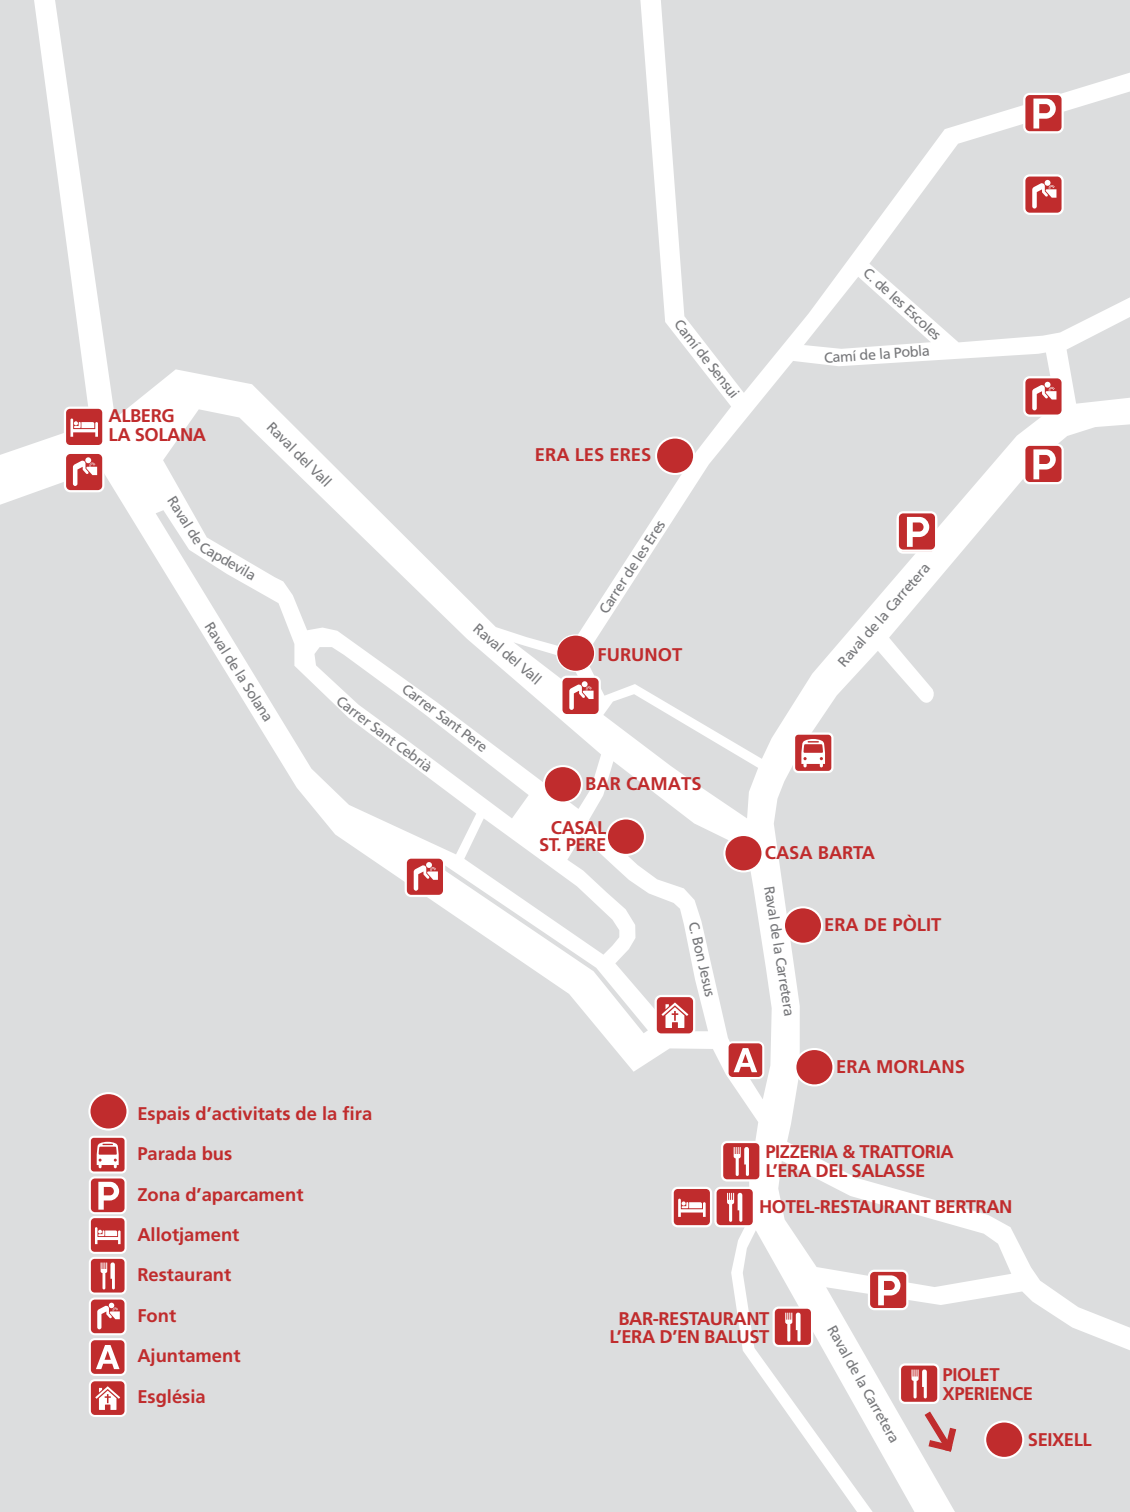 P
C. de les Escoles
Camí de Sensui
Camí de la Pobla
ALBERG
LA SOLANA
Raval del Vall
ERA LES ERES
P
Raval de Capdevila
P
Carrer de les Eres
Raval de la Carretera
Raval de la Solana
Raval del Vall
FURUNOT
Carrer Sant Pere
Carrer Sant Cebrià
BAR CAMATS
CASAL
ST. PERE
CASA BARTA
Raval de la Carretera
ERA DE PÒLIT
C. Bon Jesus
A
ERA MORLANS
PIZZERIA & TRATTORIA
L’ERA DEL SALASSE
HOTEL-RESTAURANT BERTRAN
P
BAR-RESTAURANT
L’ERA D’EN BALUST
Raval de la Carretera
PIOLET
XPERIENCE
SEIXELL
Espais d’activitats de la fira
Parada bus
P Zona d’aparcament
Allotjament
Restaurant
Font
A Ajuntament
Església